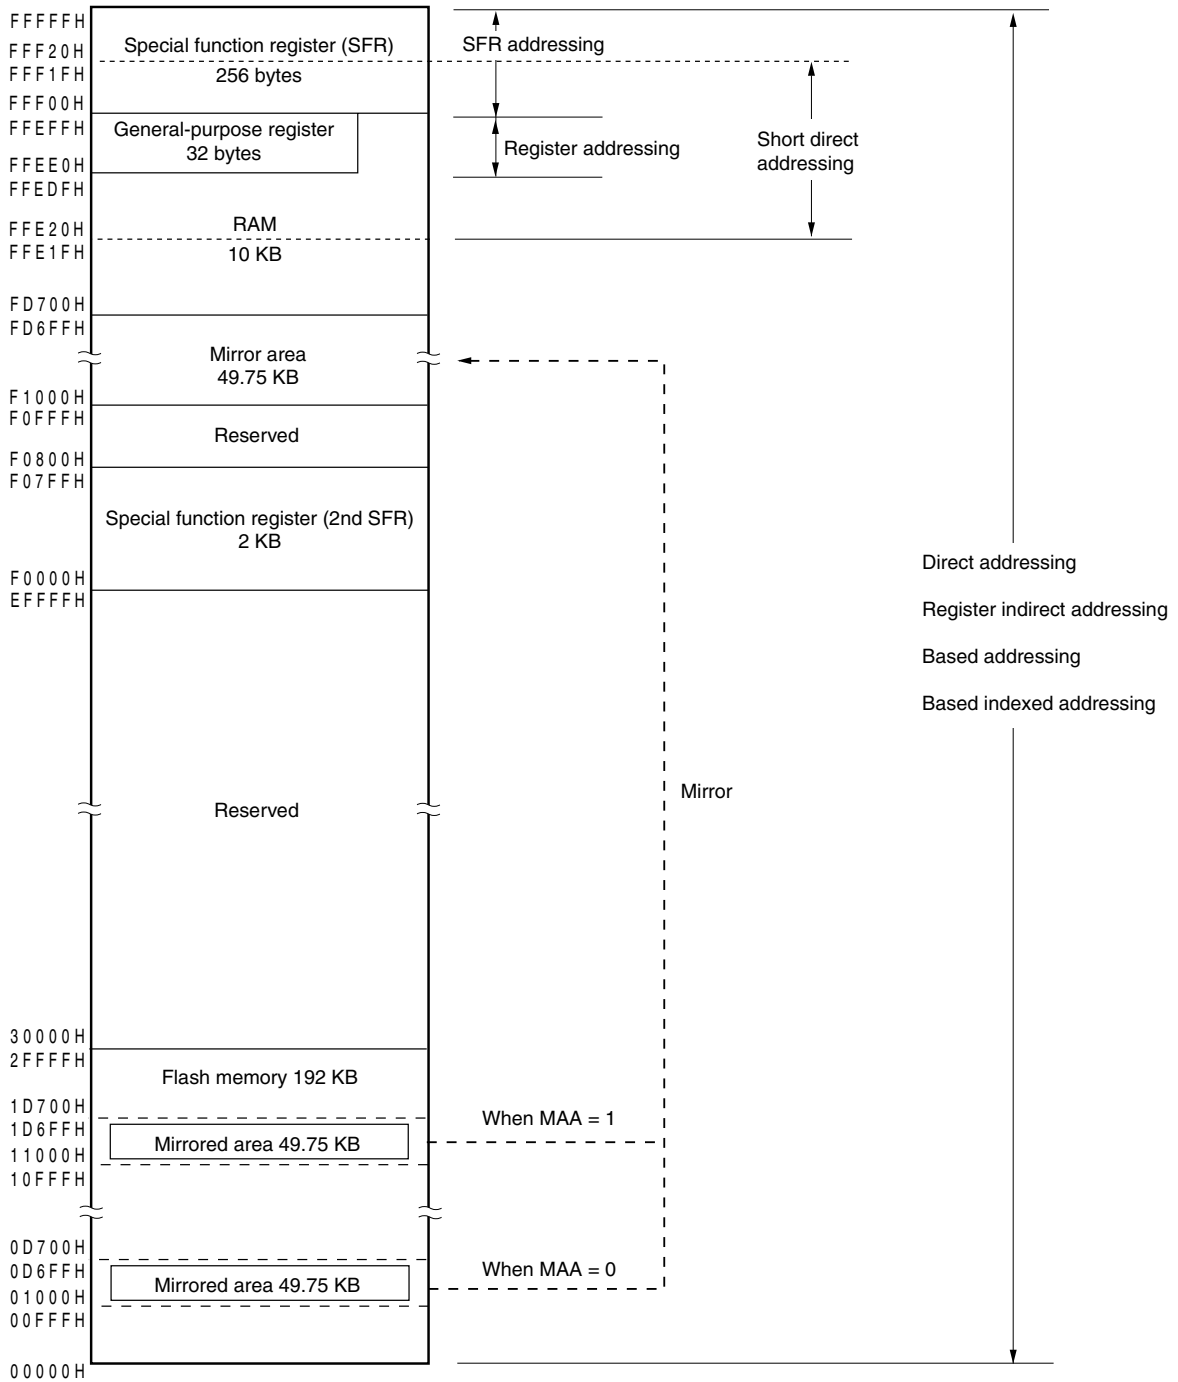 FFFFFH
Special function register (SFR)
256 bytes
SFR addressing
FFF20H
FFF1FH
FFF00H
FFEFFH
General-purpose register
32 bytes
Register addressing
Short direct
addressing
FFEE0H
FFEDFH
FFE20H
RAM
10 KB
FFE1FH
FD700H
FD6FFH
Mirror area
49.75 KB
F1000H
F0FFFH
Reserved
F0800H
F07FFH
Special function register (2nd SFR)
2 KB
F0000H
EFFFFH
Direct addressing
Register indirect addressing
Based addressing
Based indexed addressing
Mirror
Reserved
30000H
2FFFFH
Flash memory 192 KB
1D700H
1D6FFH
Mirrored area 49.75 KB
When MAA = 1
11000H
10FFFH
0D700H
0D6FFH
Mirrored area 49.75 KB
When MAA = 0
01000H
00FFFH
00000H